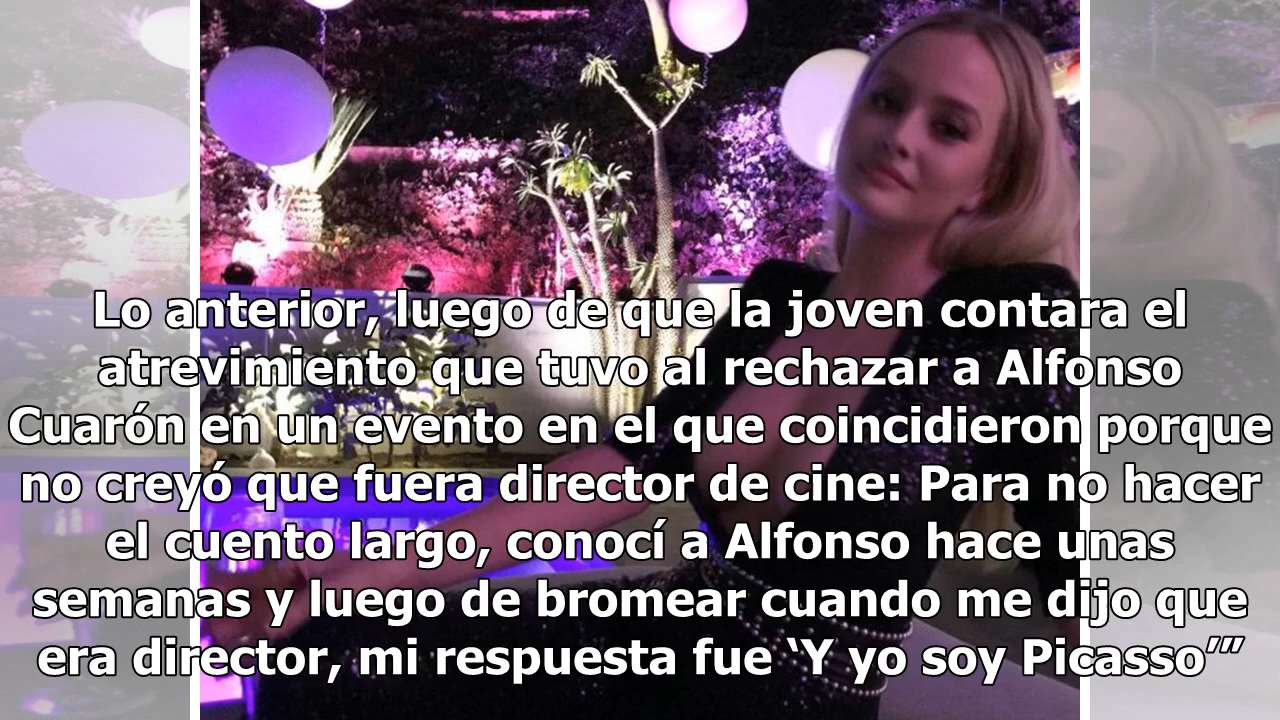 Lo anterior, luego de que la joven contara el
atrevimiento que tuvo al rechazar a Alfonso
Cuarón en un evento en el que coincidieron porque
no creyó que fuera director de cine: Para no hacer
el cuento largo, conocí a Alfonso hace unas
semanas y luego de bromear cuando me dijo que
era director, mi respuesta fue ‘Y yo soy Picasso’”